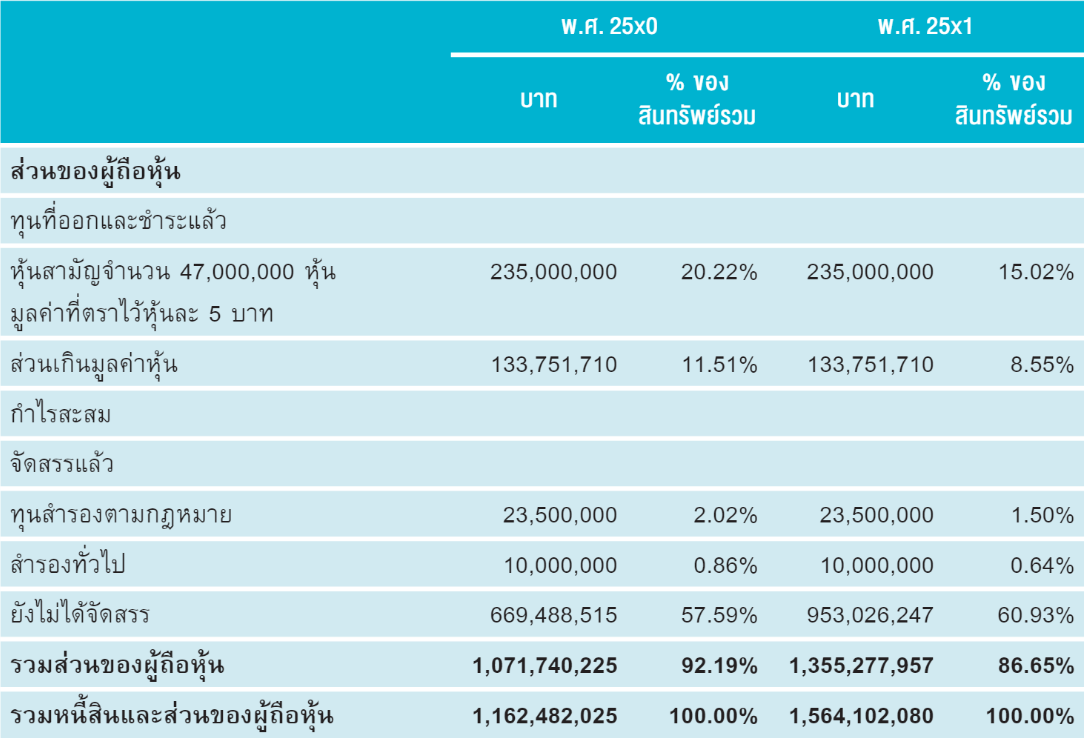 พ.ศ. 25x0 พ.ศ. 25x1
บาท % ของ บาท % ของ
สินทรัพย์รวม สินทรัพย์รวม
ส่วนของผู้ถือหุ้น
ทุนที่ออกและชำระแล้ว
หุ้นสามัญจำนวน 47,000,000 หุ้น 235,000,000 20.22% 235,000,000 15.02%
มูลค่าที่ตราไว้หุ้นละ 5 บาท
ส่วนเกินมูลค่าหุ้น 133,751,710 11.51% 133,751,710 8.55%
กำไรสะสม
จัดสรรแล้ว
ทุนสำรองตามกฎหมาย 23,500,000 2.02% 23,500,000 1.50%
สำรองทั่วไป 10,000,000 0.86% 10,000,000 0.64%
ยังไม่ได้จัดสรร 669,488,515 57.59% 953,026,247 60.93%
รวมส่วนของผู้ถือหุ้น 1,071,740,225 92.19% 1,355,277,957 86.65%
รวมหนี้สินและส่วนของผู้ถือหุ้น 1,162,482,025 100.00% 1,564,102,080 100.00%